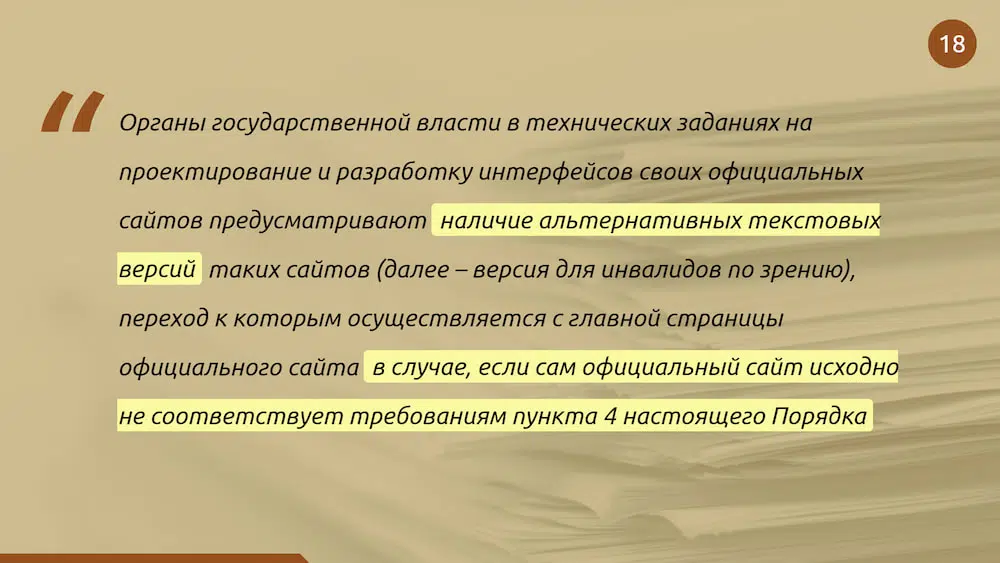 18
“
Органы государственной власти в технических заданиях на
проектирование и разработку интерфейсов своих официальных
сайтов предусматривают наличие альтернативных текстовых
версий таких сайтов (далее – версия для инвалидов по зрению),
переход к которым осуществляется с главной страницы
официального сайта в случае, если сам официальный сайт исходно
не соответствует требованиям пункта 4 настоящего Порядка